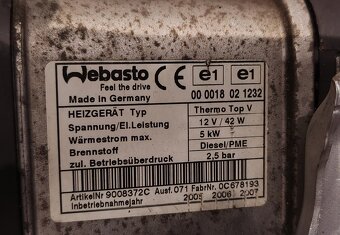 Webasto CE e1 e1
Feel the drive
Made in Germany 00 0018 02 1232
HEIZGERÄT Typ Thermo Top V
Spannung/El.Leistung 12 V / 42 W
Wärmestrom max. 5 kW
Brennstoff Diesel/PME
zul. Betriebsüberdruck 2,5 bar
ArtikelNr 9008372C Ausf. 071 FabrNr. 0C678193
Inbetriebnahmejahr 2005 2006 2007